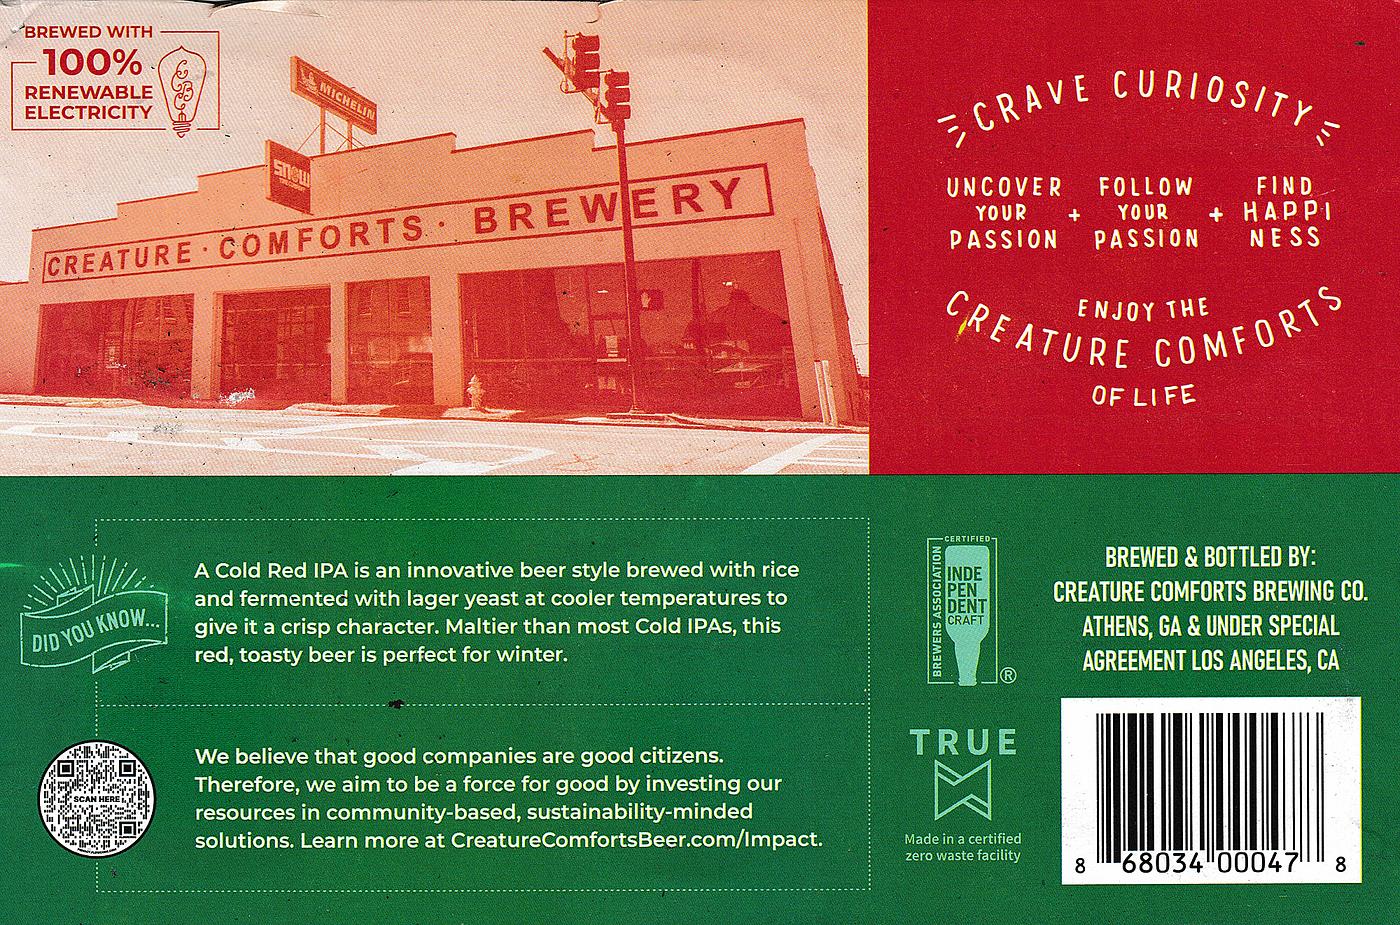 BREWED WITH
100%
RENEWABLE
ELECTRICITY
MICHELIN
SNOW
TIRE COMPANY
CREATURE · COMFORTS · BREWERY
CRAVE CURIOSITY
UNCOVER YOUR PASSION + FOLLOW YOUR PASSION + FIND HAPPI NESS
ENJOY THE
CREATURE COMFORTS
OF LIFE
DID YOU KNOW...
A Cold Red IPA is an innovative beer style brewed with rice
and fermented with lager yeast at cooler temperatures to
give it a crisp character. Maltier than most Cold IPAs, this
red, toasty beer is perfect for winter.
SCAN HERE
We believe that good companies are good citizens.
Therefore, we aim to be a force for good by investing our
resources in community-based, sustainability-minded
solutions. Learn more at CreatureComfortsBeer.com/Impact.
CERTIFIED
BREWERS ASSOCIATION
INDE
PEN
DENT
CRAFT
®
TRUE
Made in a certified
zero waste facility
BREWED & BOTTLED BY:
CREATURE COMFORTS BREWING CO.
ATHENS, GA & UNDER SPECIAL
AGREEMENT LOS ANGELES, CA
8 68034 00047 8